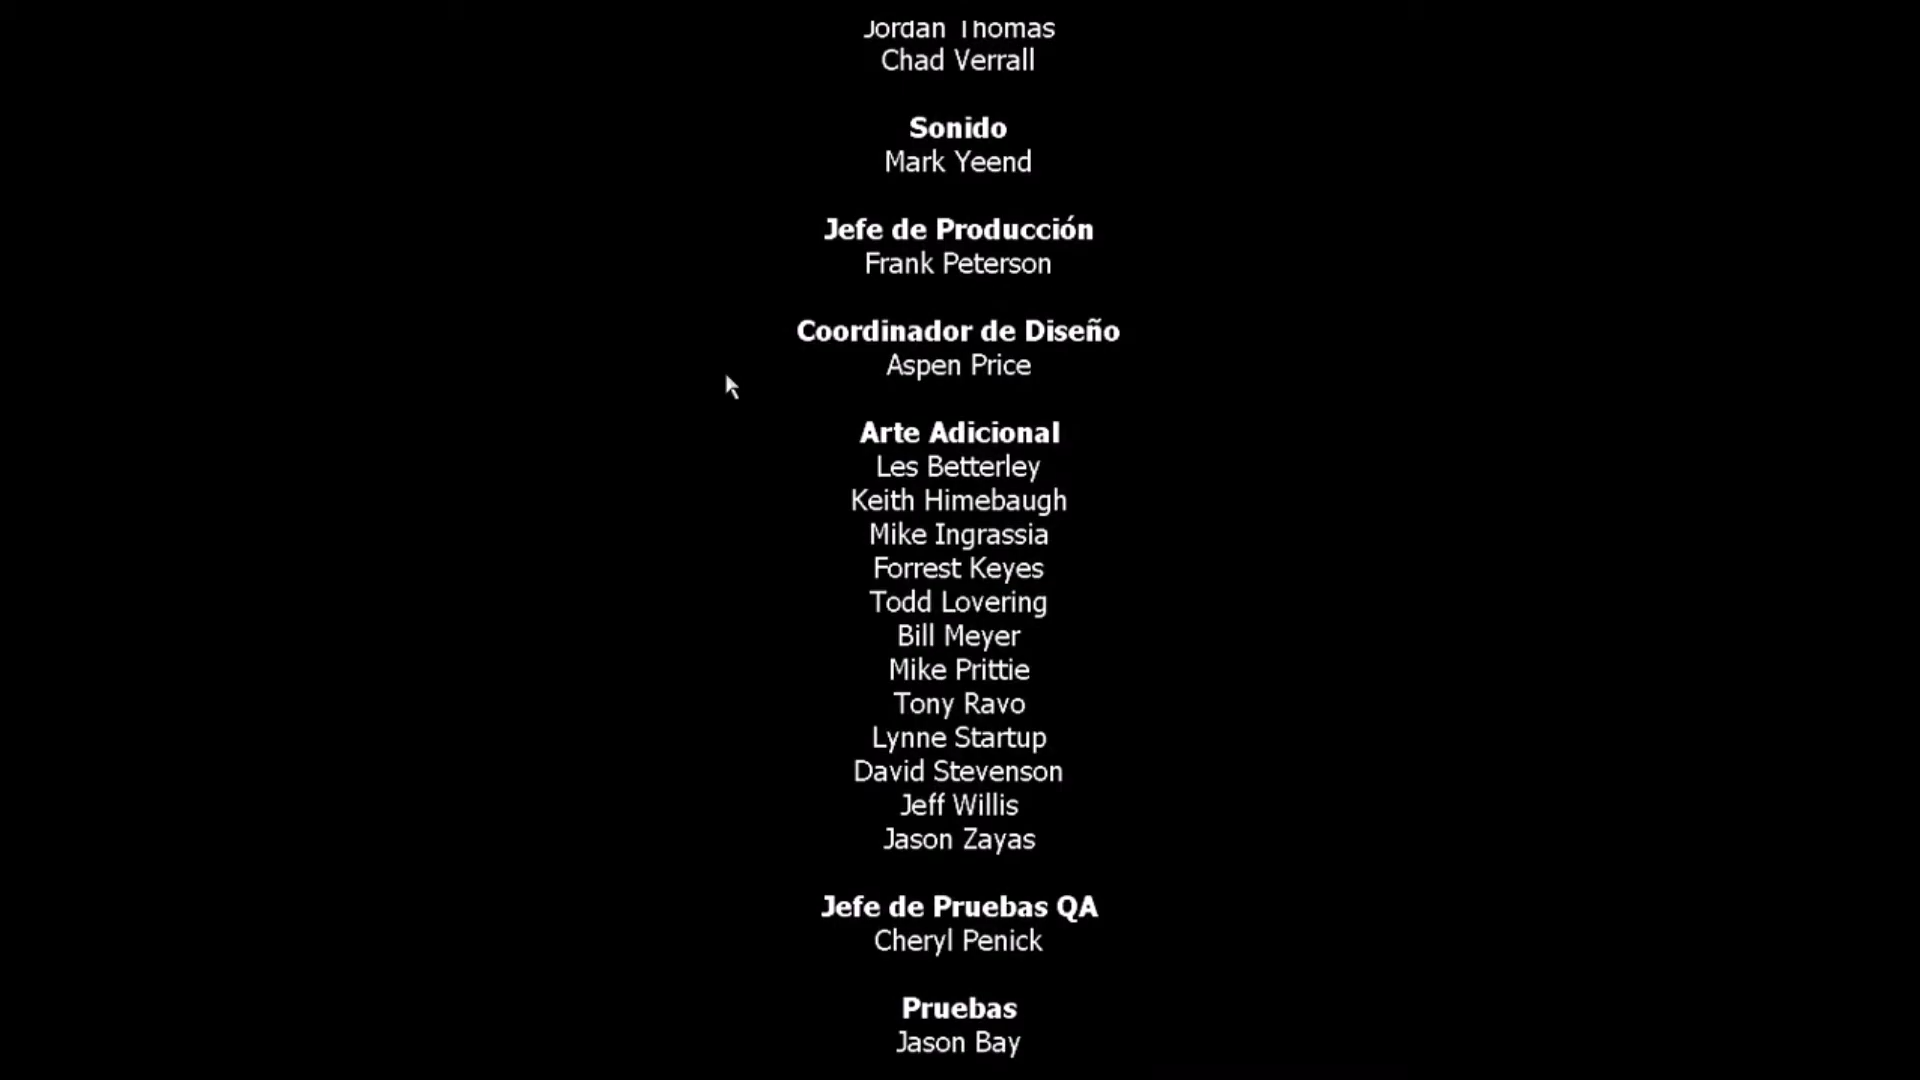 Jordan Thomas
Chad Verrall
Sonido
Mark Yeend
Jefe de Producción
Frank Peterson
Coordinador de Diseño
Aspen Price
Arte Adicional
Les Betterley
Keith Himebaugh
Mike Ingrassia
Forrest Keyes
Todd Lovering
Bill Meyer
Mike Prittie
Tony Ravo
Lynne Startup
David Stevenson
Jeff Willis
Jason Zayas
Jefe de Pruebas QA
Cheryl Penick
Pruebas
Jason Bay